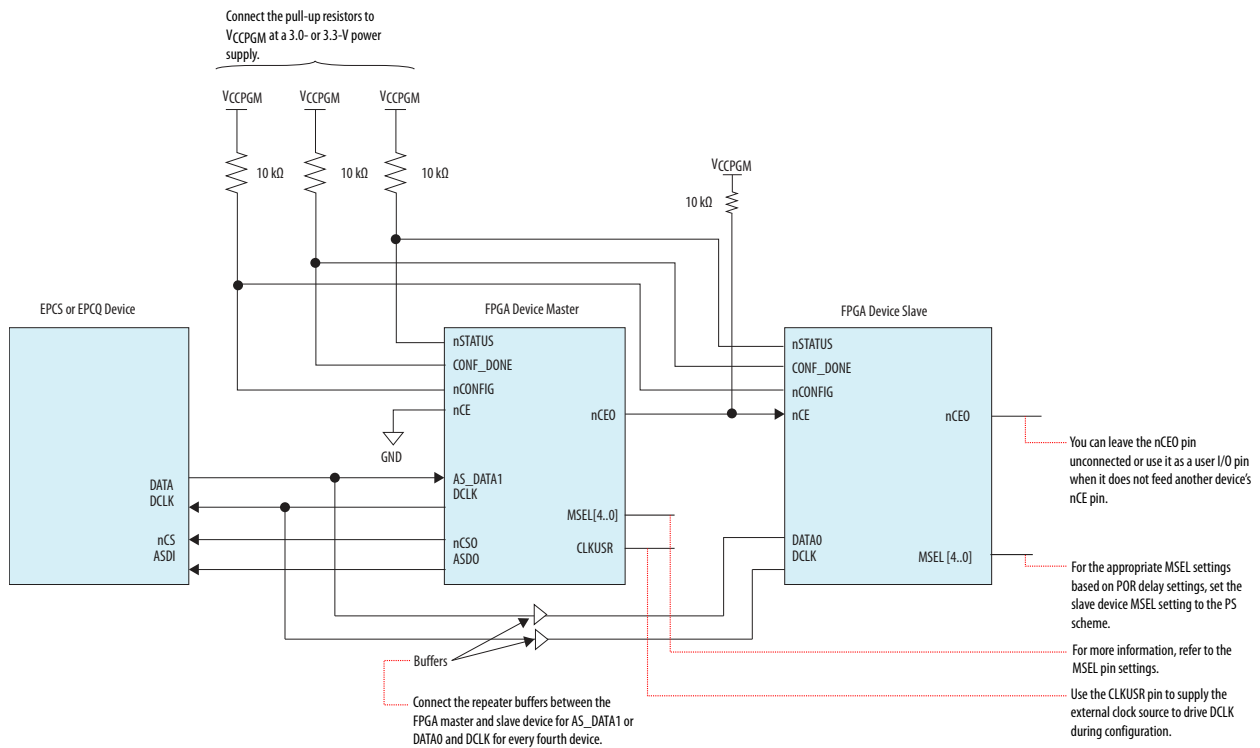 Connect the pull-up resistors to
VCCPGM at a 3.0- or 3.3-V power
supply.
VCCPGM
VCCPGM
VCCPGM
10 kΩ
10 kΩ
10 kΩ
VCCPGM
10 kΩ
EPCS or EPCQ Device
DATA
DCLK
nCS
ASDI
FPGA Device Master
nSTATUS
CONF_DONE
nCONFIG
nCE
nCEO
GND
AS_DATA1
DCLK
MSEL[4..0]
nCSO
CLKUSR
ASDO
FPGA Device Slave
nSTATUS
CONF_DONE
nCONFIG
nCE
nCEO
DATA0
DCLK
MSEL [4..0]
You can leave the nCEO pin
unconnected or use it as a user I/O pin
when it does not feed another device's
nCE pin.
For the appropriate MSEL settings
based on POR delay settings, set the
slave device MSEL setting to the PS
scheme.
For more information, refer to the
MSEL pin settings.
Use the CLKUSR pin to supply the
external clock source to drive DCLK
during configuration.
Buffers
Connect the repeater buffers between the
FPGA master and slave device for AS_DATA1 or
DATA0 and DCLK for every fourth device.